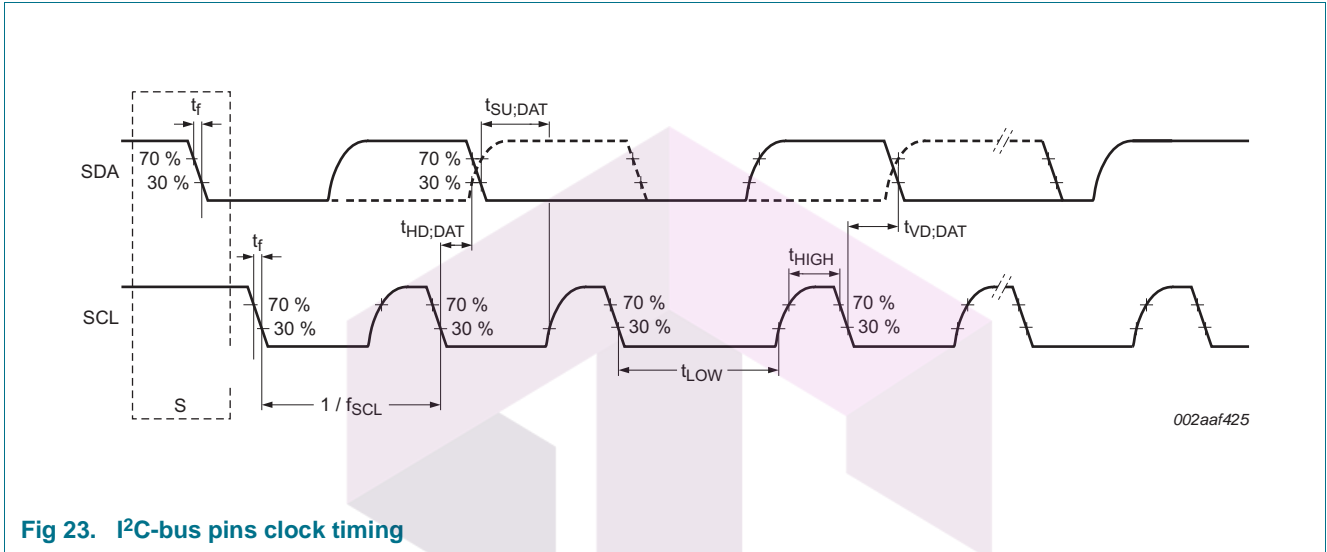 tf
tSU;DAT
70 %
SDA
30 %
70 %
30 %
tHD;DAT
tVD;DAT
tf
tHIGH
SCL
70 %
30 %
70 %
30 %
70 %
30 %
70 %
30 %
tLOW
S
1 / fSCL
002aaf425
Fig 23. I²C-bus pins clock timing